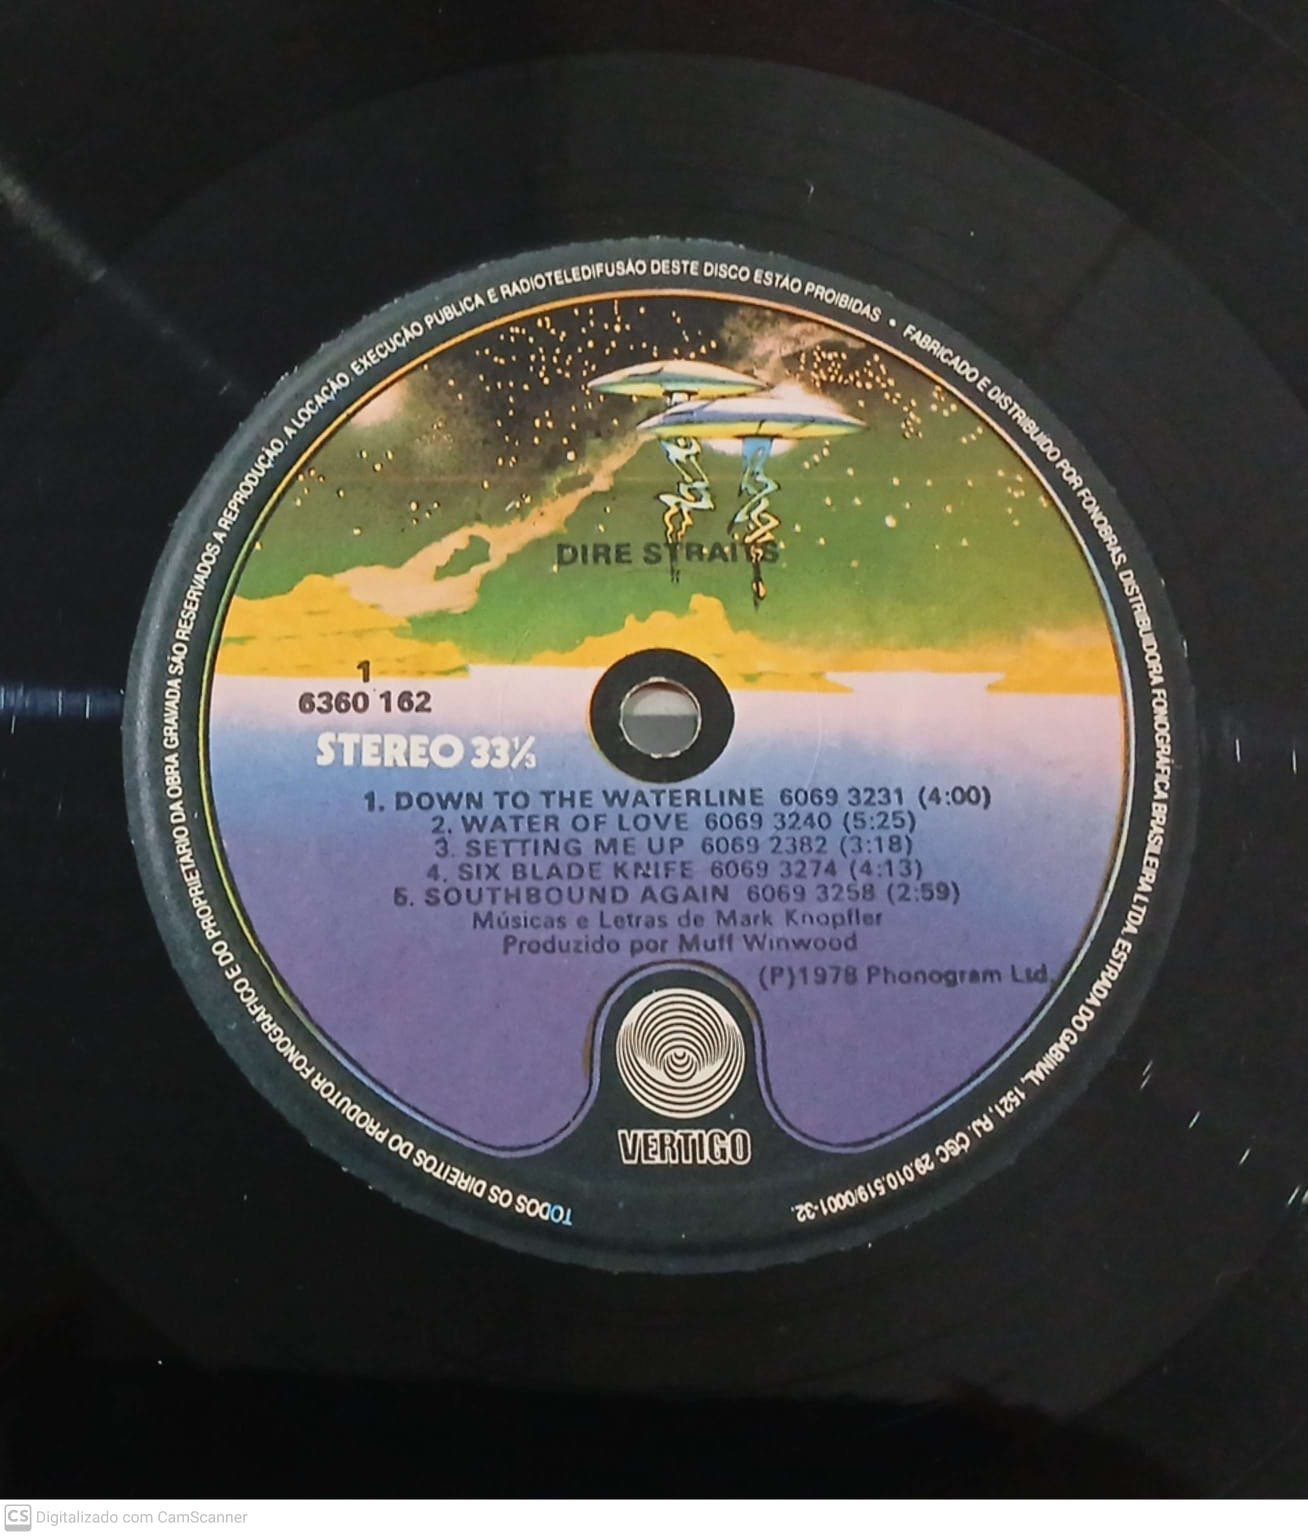 TODOS OS DIREITOS DO PRODUTOR FONOGRÁFICO E DO PROPRIETÁRIO DA OBRA GRAVADA SÃO RESERVADOS A REPRODUÇÃO, A LOCAÇÃO, EXECUÇÃO PUBLICA E RADIOTELEDIFUSÃO DESTE DISCO ESTÃO PROIBIDAS • FABRICADO E DISTRIBUIDO POR FONOBRAS, DISTRIBUIDORA FONOGRÁFICA BRASILEIRA LTDA. ESTRADA DO GABINAL, 1521, RJ. CGC 29.010.519/0001-32.
DIRE STRAITS
1
6360 162
STEREO 33⅓
1. DOWN TO THE WATERLINE 6069 3231 (4:00)
2. WATER OF LOVE 6069 3240 (5:25)
3. SETTING ME UP 6069 2382 (3:18)
4. SIX BLADE KNIFE 6069 3274 (4:13)
5. SOUTHBOUND AGAIN 6069 3258 (2:59)
Músicas e Letras de Mark Knopfler
Produzido por Muff Winwood
(P)1978 Phonogram Ltd.
VERTIGO
CS Digitalizado com CamScanner